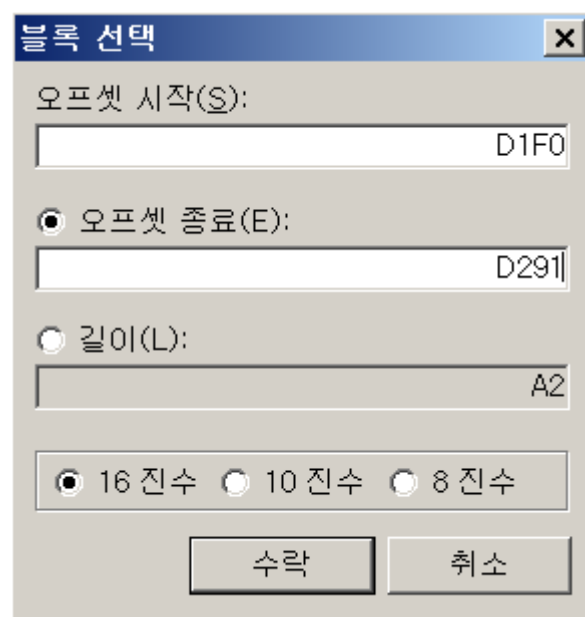 블록 선택
오프셋 시작(S):
D1F0
오프셋 종료(E):
D291
길이(L):
A2
16 진수 10 진수 8 진수
수락 취소